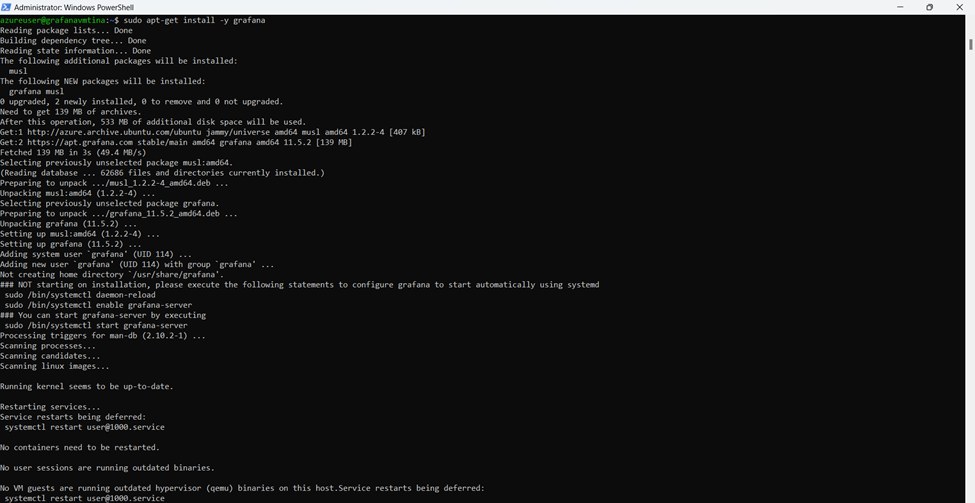 Administrator: Windows PowerShell
azureuser@grafanavmtina:~$ sudo apt-get install -y grafana
Reading package lists... Done
Building dependency tree... Done
Reading state information... Done
The following additional packages will be installed:
  musl
The following NEW packages will be installed:
  grafana musl
0 upgraded, 2 newly installed, 0 to remove and 0 not upgraded.
Need to get 139 MB of archives.
After this operation, 533 MB of additional disk space will be used.
Get:1 http://azure.archive.ubuntu.com/ubuntu jammy/universe amd64 musl amd64 1.2.2-4 [407 kB]
Get:2 https://apt.grafana.com stable/main amd64 grafana amd64 11.5.2 [139 MB]
Fetched 139 MB in 3s (49.4 MB/s)
Selecting previously unselected package musl:amd64.
(Reading database ... 62686 files and directories currently installed.)
Preparing to unpack .../musl_1.2.2-4_amd64.deb ...
Unpacking musl:amd64 (1.2.2-4) ...
Selecting previously unselected package grafana.
Preparing to unpack .../grafana_11.5.2_amd64.deb ...
Unpacking grafana (11.5.2) ...
Setting up musl:amd64 (1.2.2-4) ...
Setting up grafana (11.5.2) ...
Adding system user `grafana' (UID 114) ...
Adding new user `grafana' (UID 114) with group `grafana' ...
Not creating home directory `/usr/share/grafana'.
### NOT starting on installation, please execute the following statements to configure grafana to start automatically using systemd
 sudo /bin/systemctl daemon-reload
 sudo /bin/systemctl enable grafana-server
### You can start grafana-server by executing
 sudo /bin/systemctl start grafana-server
Processing triggers for man-db (2.10.2-1) ...
Scanning processes...
Scanning candidates...
Scanning linux images...
Running kernel seems to be up-to-date.
Restarting services...
Service restarts being deferred:
 systemctl restart user@1000.service
No containers need to be restarted.
No user sessions are running outdated binaries.
No VM guests are running outdated hypervisor (qemu) binaries on this host.Service restarts being deferred:
 systemctl restart user@1000.service